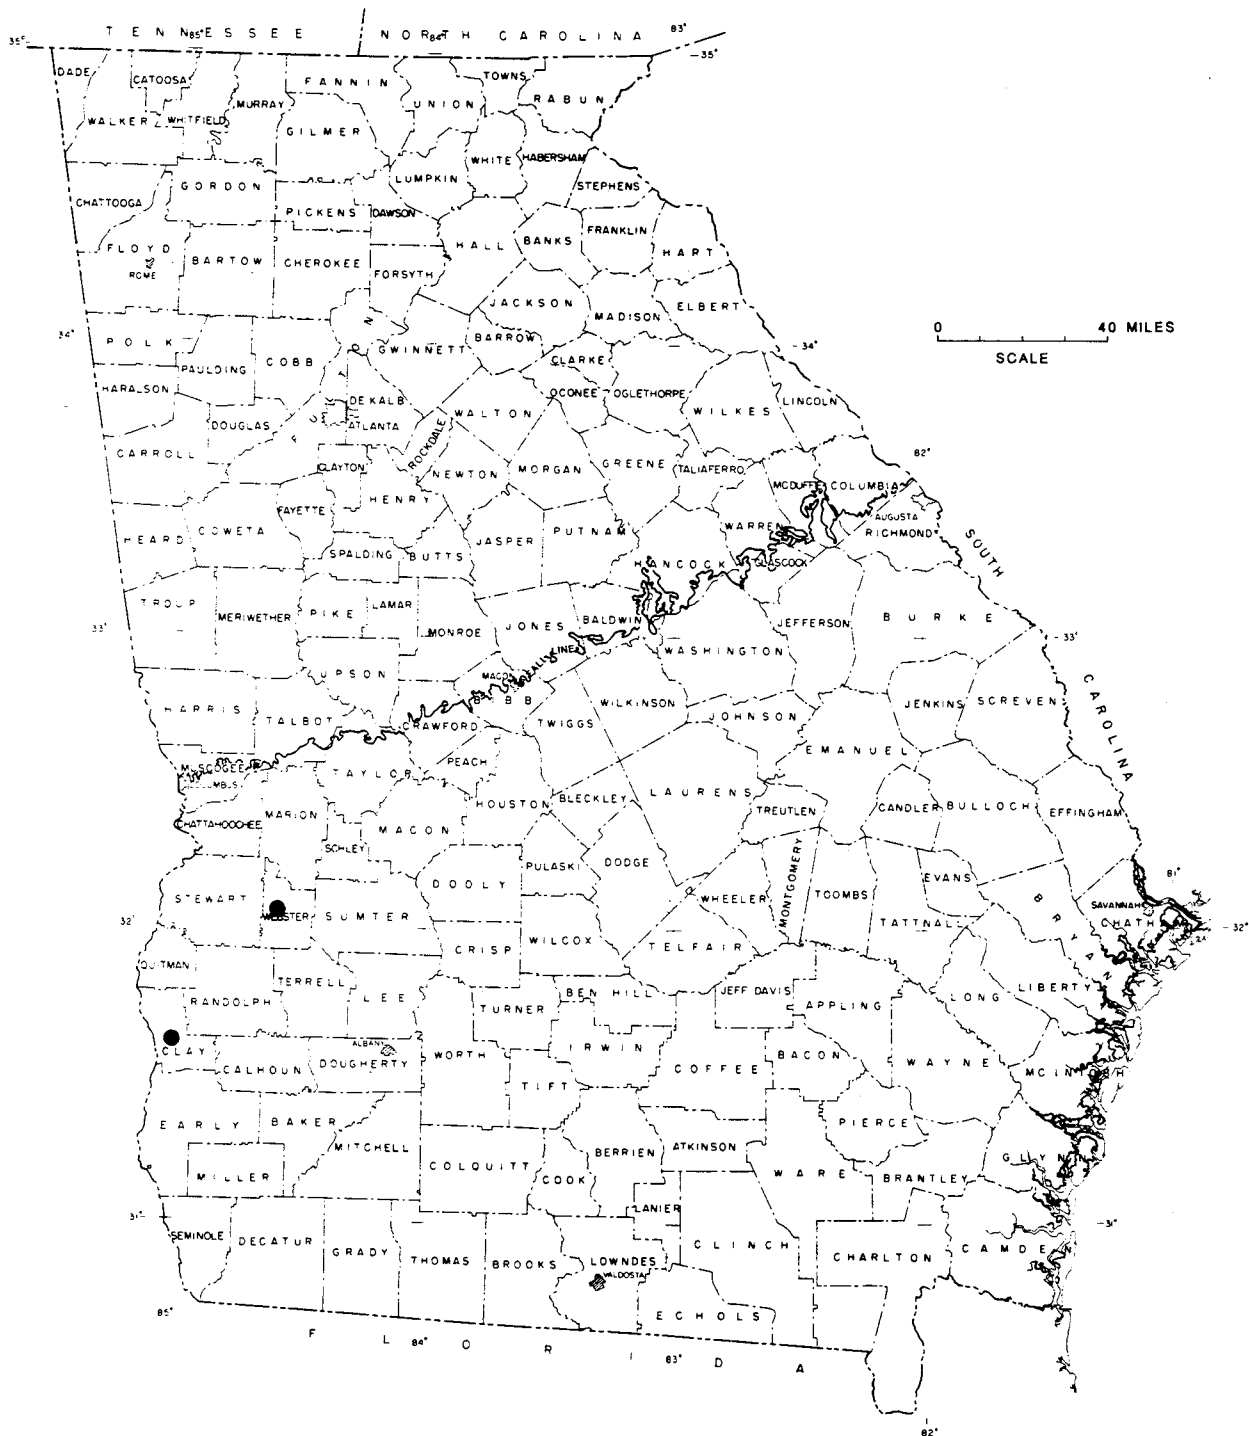 TENNESSEE
NORTH CAROLINA
35°
85°
84°
83°
35°
DADE
CATOOSA
FANNIN
TOWNS
RABUN
UNION
MURRAY
WALKER
WHITFIELD
GILMER
WHITE
HABERSHAM
LUMPKIN
STEPHENS
GORDON
CHATTOOGA
PICKENS
DAWSON
FRANKLIN
HALL
BANKS
HART
FLOYD
ROME
BARTOW
CHEROKEE
FORSYTH
JACKSON
MADISON
ELBERT
0 40 MILES
SCALE
34°
34°
POLK
GWINNETT
BARROW
CLARKE
COBB
PAULDING
HARALSON
DEKALB
OCONEE
OGLETHORPE
WALTON
WILKES
LINCOLN
DOUGLAS
ATLANTA
CARROLL
ROCKDALE
CLAYTON
NEWTON
MORGAN
GREENE
TALIAFERRO
82°
MCDUFFIE
COLUMBIA
HENRY
FAYETTE
AUGUSTA
RICHMOND
WARREN
COWETA
HEARD
SPALDING
BUTTS
JASPER
PUTNAM
HANCOCK
GLASCOCK
SOUTH
CAROLINA
TROUP
MERIWETHER
PIKE
LAMAR
MONROE
JONES
BALDWIN
JEFFERSON
BURKE
33°
33°
LINE
WASHINGTON
UPSON
MACON
BIBB
WILKINSON
HARRIS
TALBOT
CRAWFORD
TWIGGS
JOHNSON
JENKINS
SCREVEN
EMANUEL
PEACH
MUSCOGEE
TAYLOR
CHATTAHOOCHEE
MARION
MACON
HOUSTON
BLECKLEY
LAURENS
TREUTLEN
CANDLER
BULLOCH
EFFINGHAM
SCHLEY
PULASKI
DODGE
DOOLY
WHEELER
MONTGOMERY
TOOMBS
EVANS
81°
STEWART
WEBSTER
SUMTER
TATTNALL
BRYAN
SAVANNAH
CHATH
32°
32°
CRISP
WILCOX
TELFAIR
QUITMAN
TERRELL
LEE
RANDOLPH
TURNER
BEN HILL
JEFF DAVIS
APPLING
LONG
LIBERTY
CLAY
CALHOUN
ALBANY
DOUGHERTY
WORTH
IRWIN
COFFEE
BACON
WAYNE
MCINTOSH
TIFT
EARLY
BAKER
MITCHELL
PIERCE
BERRIEN
ATKINSON
COLQUITT
COOK
MILLER
WARE
BRANTLEY
GLYNN
LANIER
31°
31°
SEMINOLE
DECATUR
GRADY
THOMAS
BROOKS
LOWNDES
VALDOSTA
CLINCH
CHARLTON
CAMDEN
ECHOLS
85°
84°
83°
FLORIDA
82°